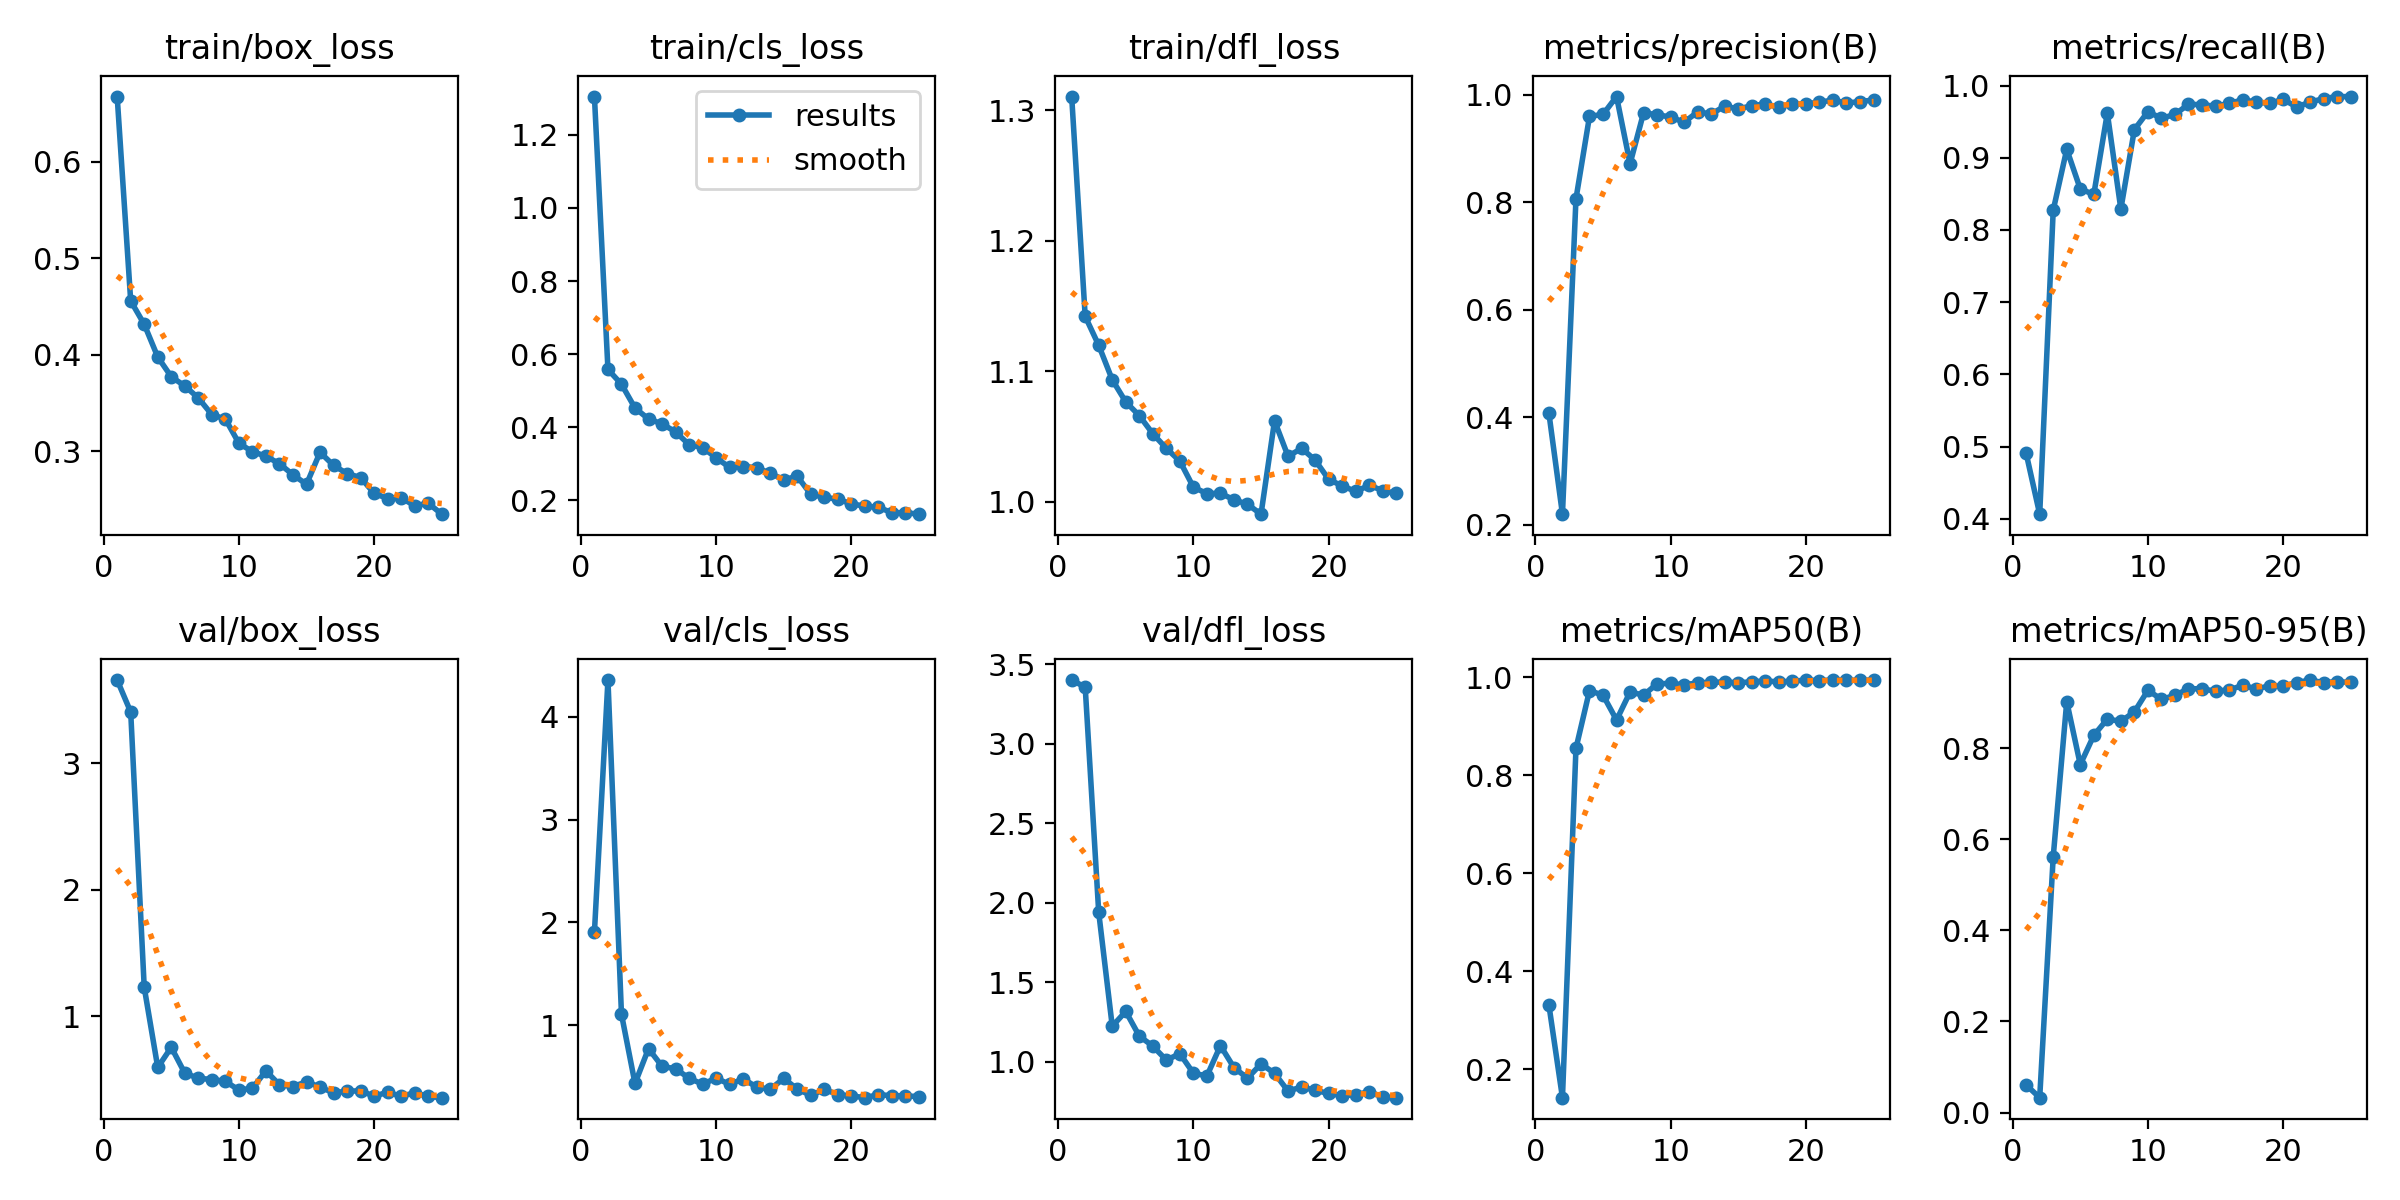 train/box_loss
0.6
0.5
0.4
0.3
0 10 20
train/cls_loss
results
smooth
1.2
1.0
0.8
0.6
0.4
0.2
0 10 20
train/dfl_loss
1.3
1.2
1.1
1.0
0 10 20
metrics/precision(B)
1.0
0.8
0.6
0.4
0.2
0 10 20
metrics/recall(B)
1.0
0.9
0.8
0.7
0.6
0.5
0.4
0 10 20
val/box_loss
3
2
1
0 10 20
val/cls_loss
4
3
2
1
0 10 20
val/dfl_loss
3.5
3.0
2.5
2.0
1.5
1.0
0 10 20
metrics/mAP50(B)
1.0
0.8
0.6
0.4
0.2
0 10 20
metrics/mAP50-95(B)
0.8
0.6
0.4
0.2
0.0
0 10 20